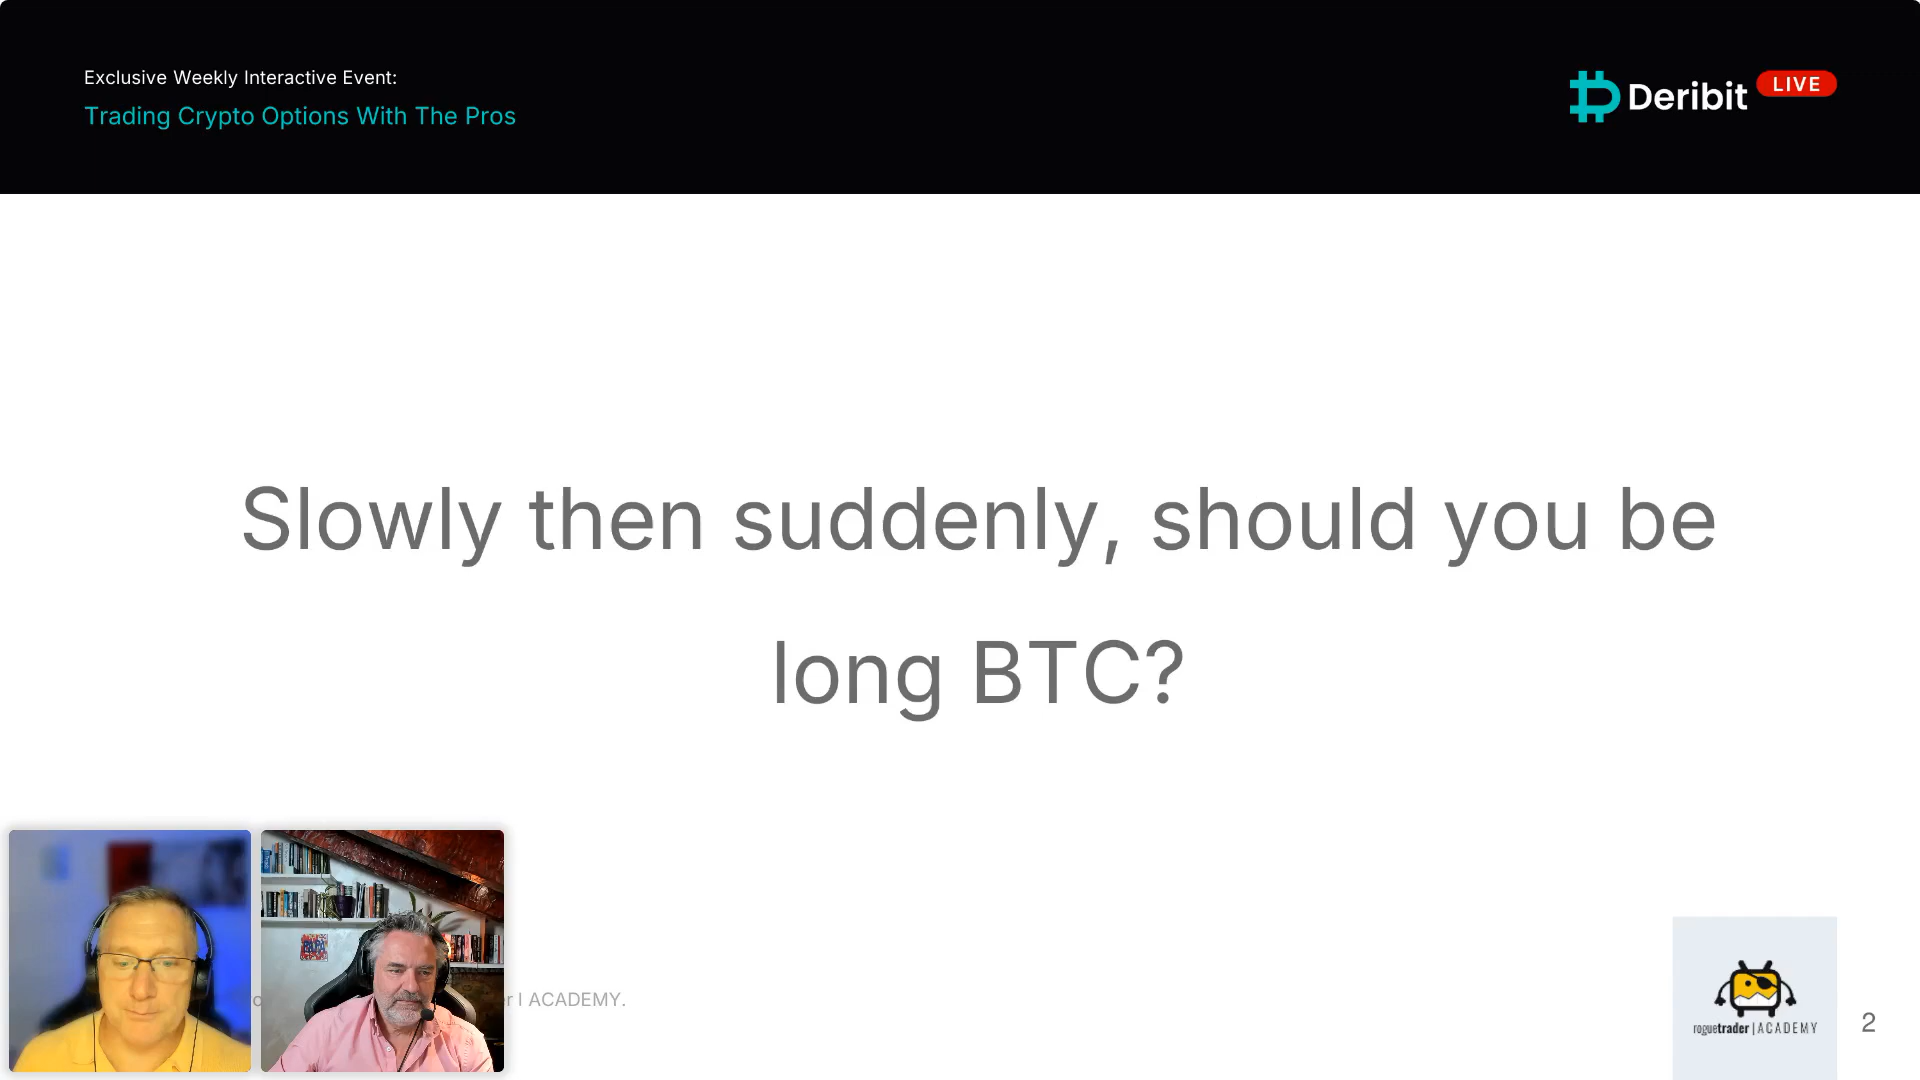 Exclusive Weekly Interactive Event:
Trading Crypto Options With The Pros
Deribit LIVE
Slowly then suddenly, should you be
long BTC?
ACADEMY.
roguetrader | ACADEMY
2